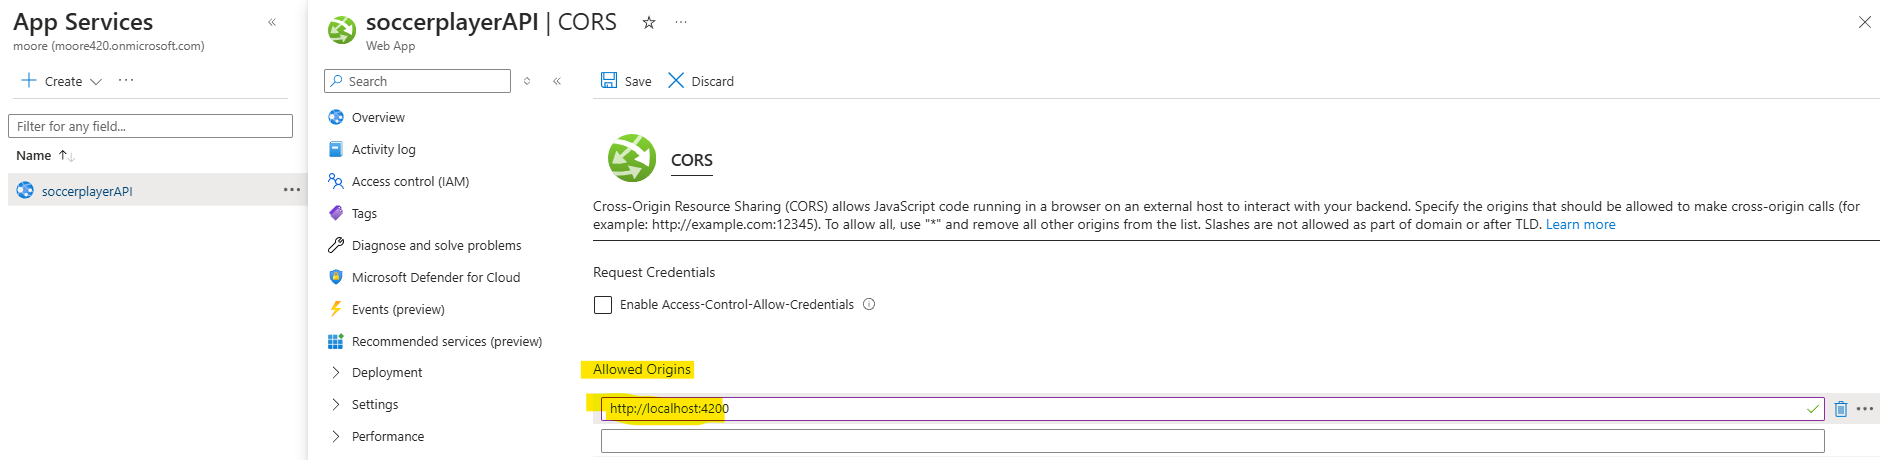 App Services
moore (moore420.onmicrosoft.com)
Create
Filter for any field...
Name
soccerplayerAPI
soccerplayerAPI | CORS
Web App
Search
Overview
Activity log
Access control (IAM)
Tags
Diagnose and solve problems
Microsoft Defender for Cloud
Events (preview)
Recommended services (preview)
Deployment
Settings
Performance
Save
Discard
CORS
Cross-Origin Resource Sharing (CORS) allows JavaScript code running in a browser on an external host to interact with your backend. Specify the origins that should be allowed to make cross-origin calls (for
example: http://example.com:12345). To allow all, use "*" and remove all other origins from the list. Slashes are not allowed as part of domain or after TLD. Learn more
Request Credentials
Enable Access-Control-Allow-Credentials
Allowed Origins
http://localhost:4200